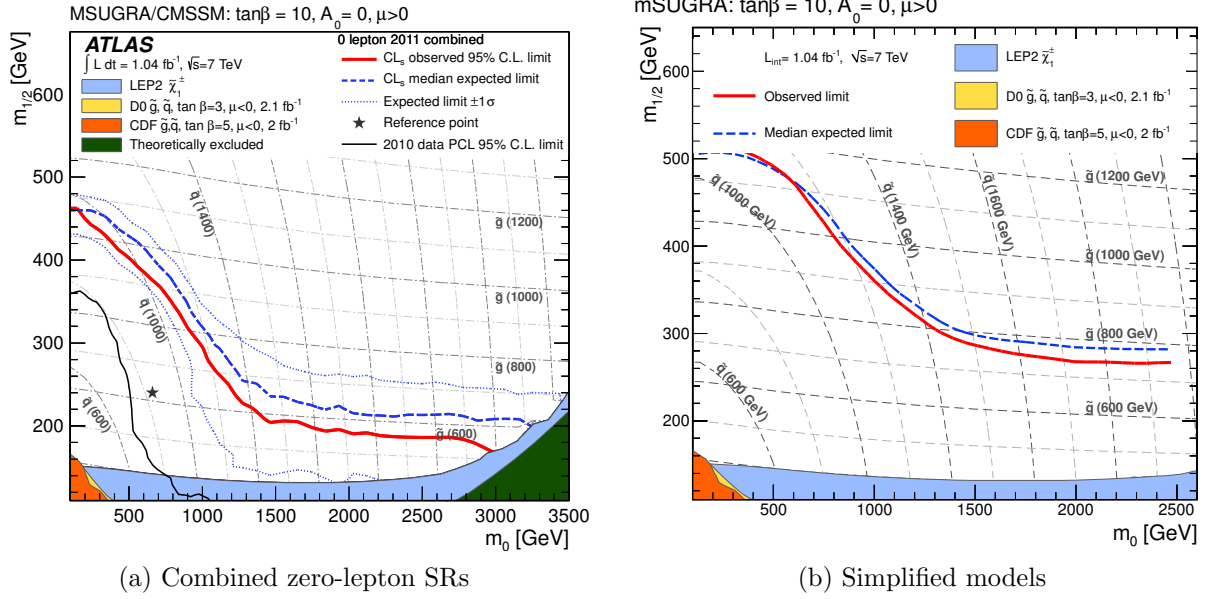 MSUGRA/CMSSM: tanβ = 10, A₀= 0, μ>0
m₁/₂ [GeV]
ATLAS
∫ L dt = 1.04 fb⁻¹, √s=7 TeV
LEP2 χ̃₁±
D0 g̃, q̃, tan β=3, μ<0, 2.1 fb⁻¹
CDF g̃,q̃, tan β=5, μ<0, 2 fb⁻¹
Theoretically excluded
0 lepton 2011 combined
CLₛ observed 95% C.L. limit
CLₛ median expected limit
Expected limit ±1σ
Reference point
2010 data PCL 95% C.L. limit
600
500
400
300
200
q̃ (1400)
q̃ (1000)
q̃ (600)
g̃ (1200)
g̃ (1000)
g̃ (800)
g̃ (600)
500 1000 1500 2000 2500 3000 3500
m₀ [GeV]
(a) Combined zero-lepton SRs
mSUGRA: tanβ = 10, A₀= 0, μ>0
m₁/₂ [GeV]
Lᵢₙₜ= 1.04 fb⁻¹, √s=7 TeV
Observed limit
Median expected limit
LEP2 χ̃₁±
D0 g̃, q̃, tanβ=3, μ<0, 2.1 fb⁻¹
CDF g̃, q̃, tanβ=5, μ<0, 2 fb⁻¹
600
500
400
300
200
q̃ (1000 GeV)
q̃ (1400 GeV)
q̃ (1600 GeV)
q̃ (600 GeV)
g̃ (1200 GeV)
g̃ (1000 GeV)
g̃ (800 GeV)
g̃ (600 GeV)
500 1000 1500 2000 2500
m₀ [GeV]
(b) Simplified models